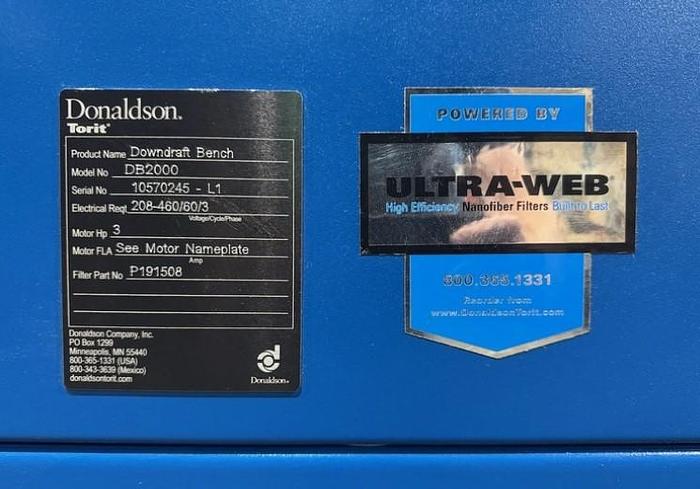 Donaldson.
Torit®
Product Name Downdraft Bench
Model No DB2000
Serial No 10570245 - L1
Electrical Reqt 208-460/60/3
Voltage/Cycle/Phase
Motor Hp 3
Motor FLA See Motor Nameplate
Amp
Filter Part No P191508
Donaldson Company, Inc.
PO Box 1299
Minneapolis, MN 55440
800-365-1331 (USA)
800-343-3639 (Mexico)
donaldsontorit.com
Donaldson.
POWERED BY
ULTRA-WEB®
High Efficiency Nanofiber Filters Built to Last
800.365.1331
Reorder from
www.DonaldsonTorit.com